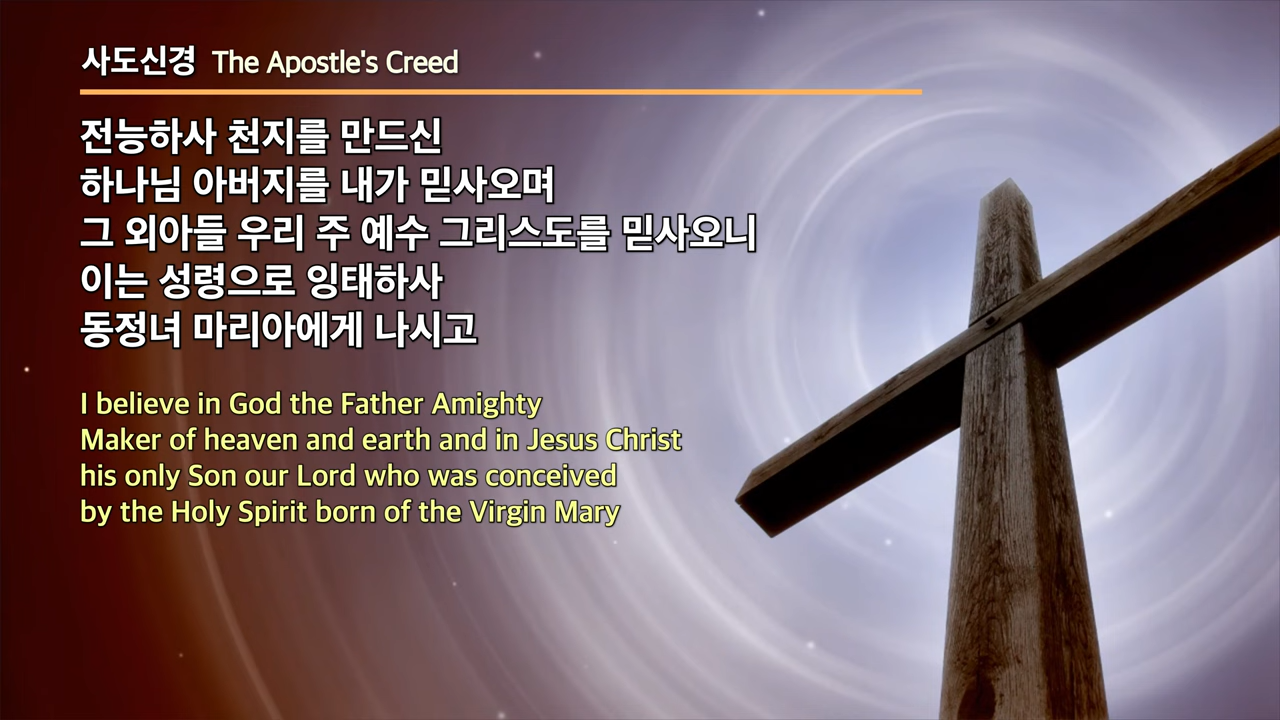 사도신경 The Apostle's Creed
전능하사 천지를 만드신
하나님 아버지를 내가 믿사오며
그 외아들 우리 주 예수 그리스도를 믿사오니
이는 성령으로 잉태하사
동정녀 마리아에게 나시고
I believe in God the Father Amighty
Maker of heaven and earth and in Jesus Christ
his only Son our Lord who was conceived
by the Holy Spirit born of the Virgin Mary